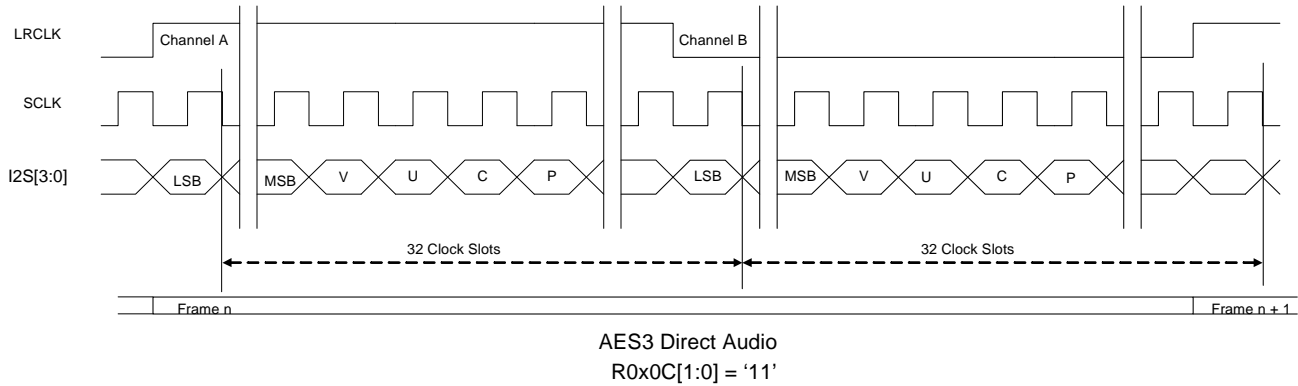 LRCLK
Channel A
Channel B
SCLK
I2S[3:0]
LSB
MSB
V
U
C
P
LSB
MSB
V
U
C
P
32 Clock Slots
32 Clock Slots
Frame n
Frame n + 1
AES3 Direct Audio
R0x0C[1:0] = ‘11’